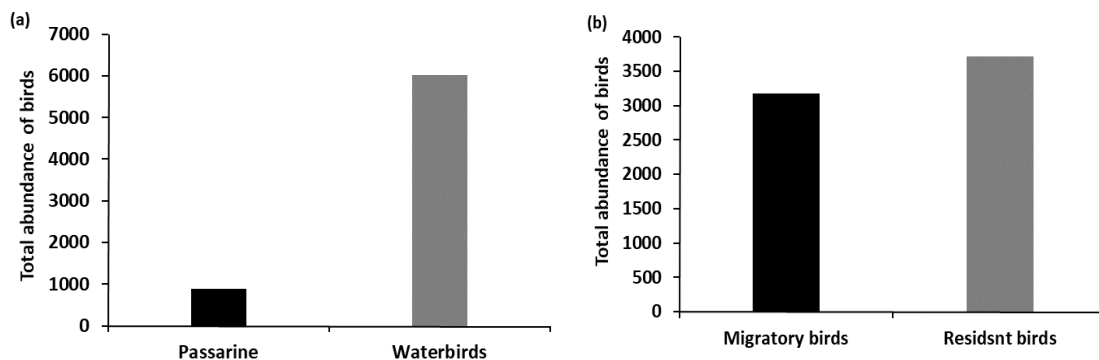 (a)
Total abundance of birds
7000
6000
5000
4000
3000
2000
1000
0
Passarine
Waterbirds
(b)
Total abundance of birds
4000
3500
3000
2500
2000
1500
1000
500
0
Migratory birds
Residsnt birds